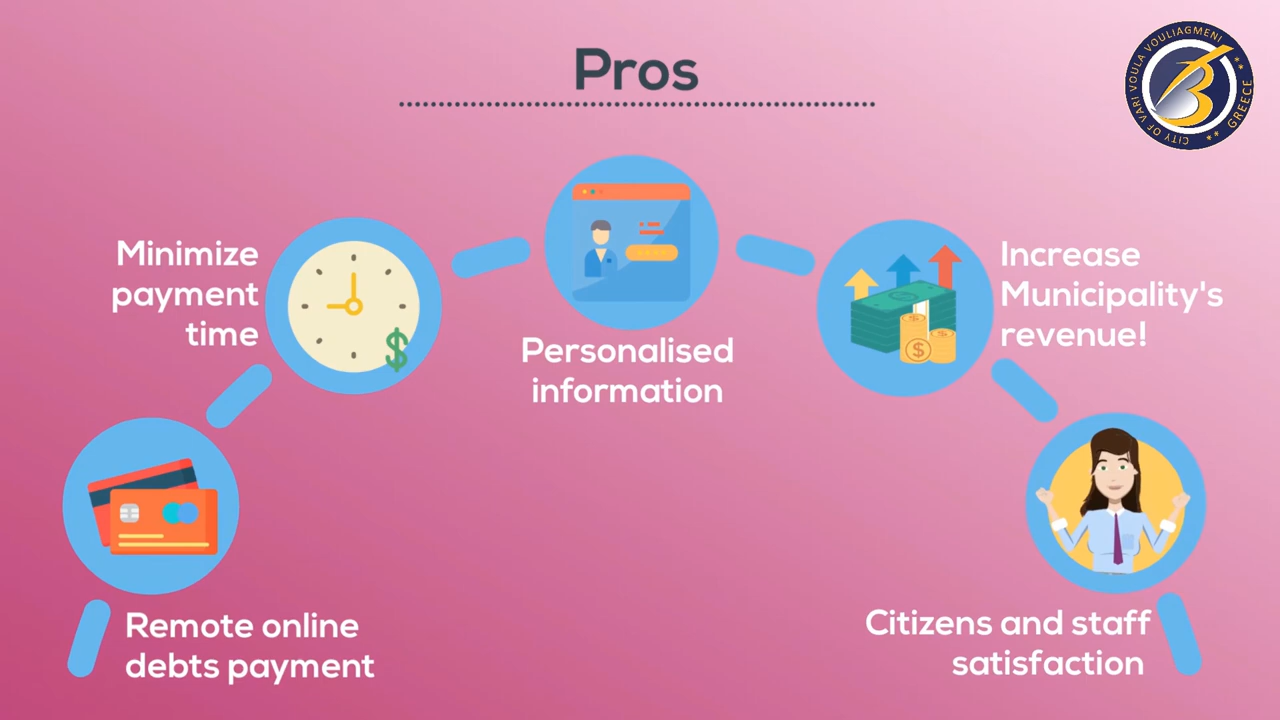 Pros
CITY OF VARI VOULA VOULIAGMENI ** GREECE **
Minimize
payment
time
Personalised
information
Increase
Municipality's
revenue!
Remote online
debts payment
Citizens and staff
satisfaction